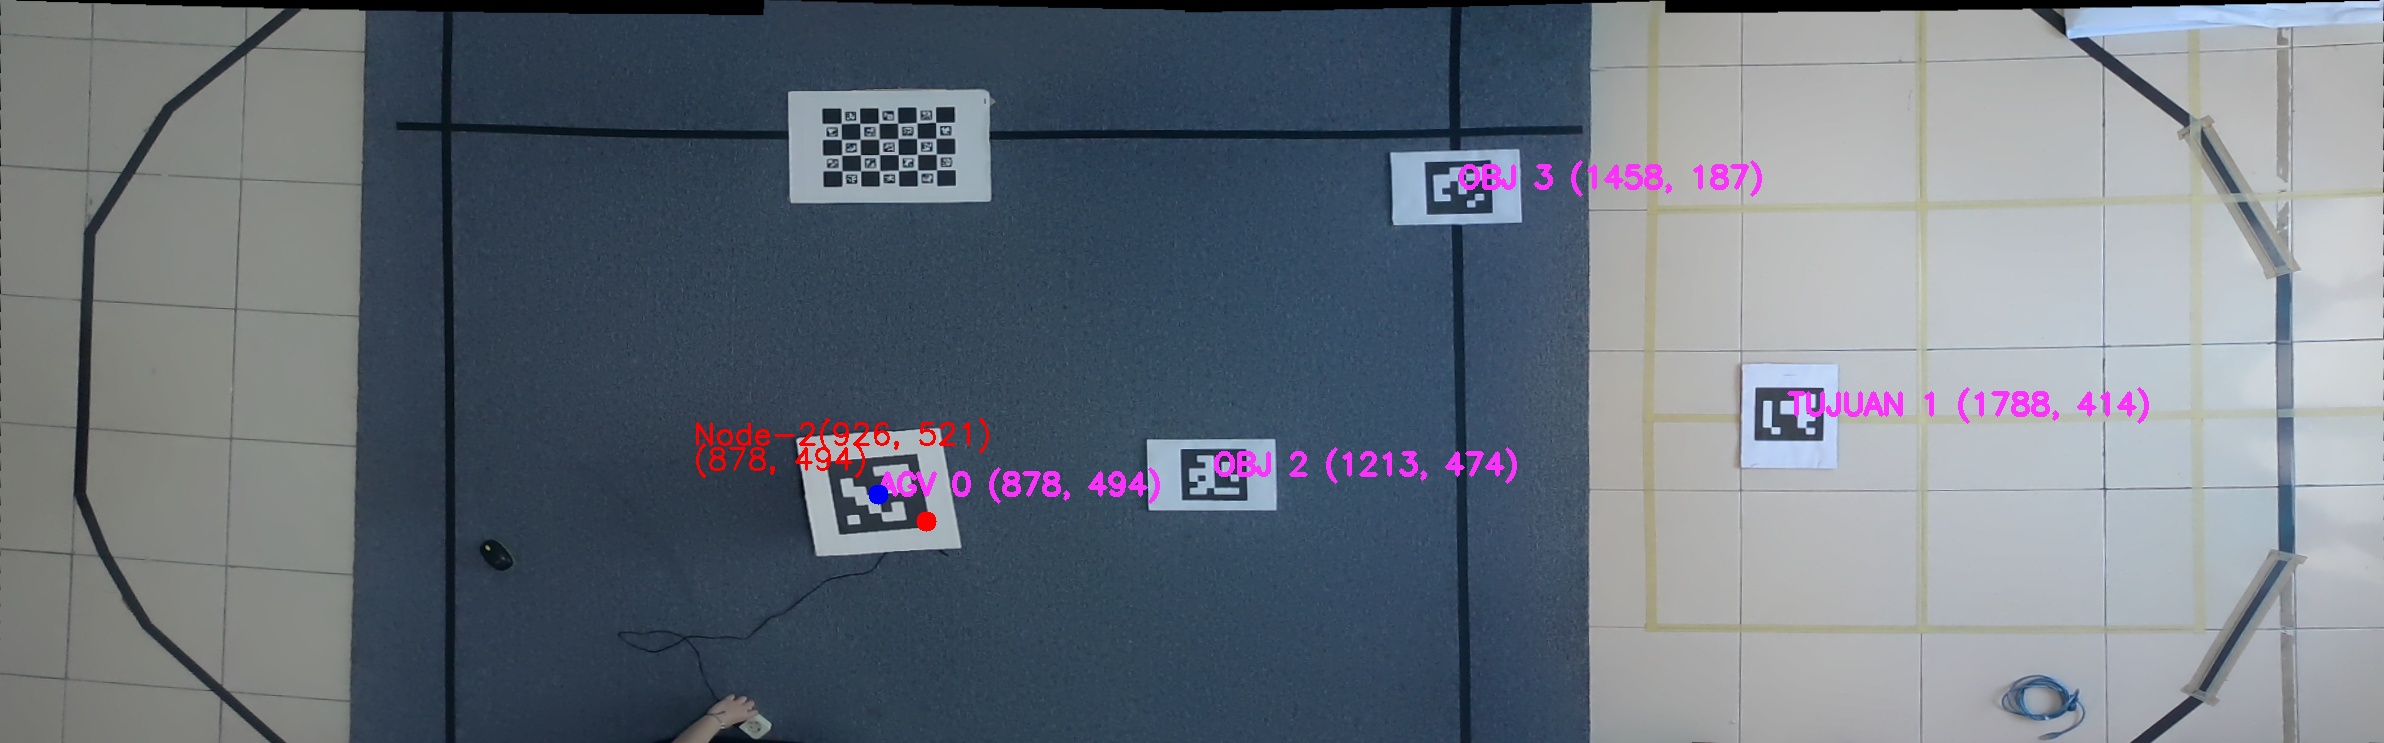 OBJ 3 (1458, 187)
TUJUAN 1 (1788, 414)
Node-2(926, 521)
(878, 494)
OBJ 2 (1213, 474)
AGV 0 (878, 494)